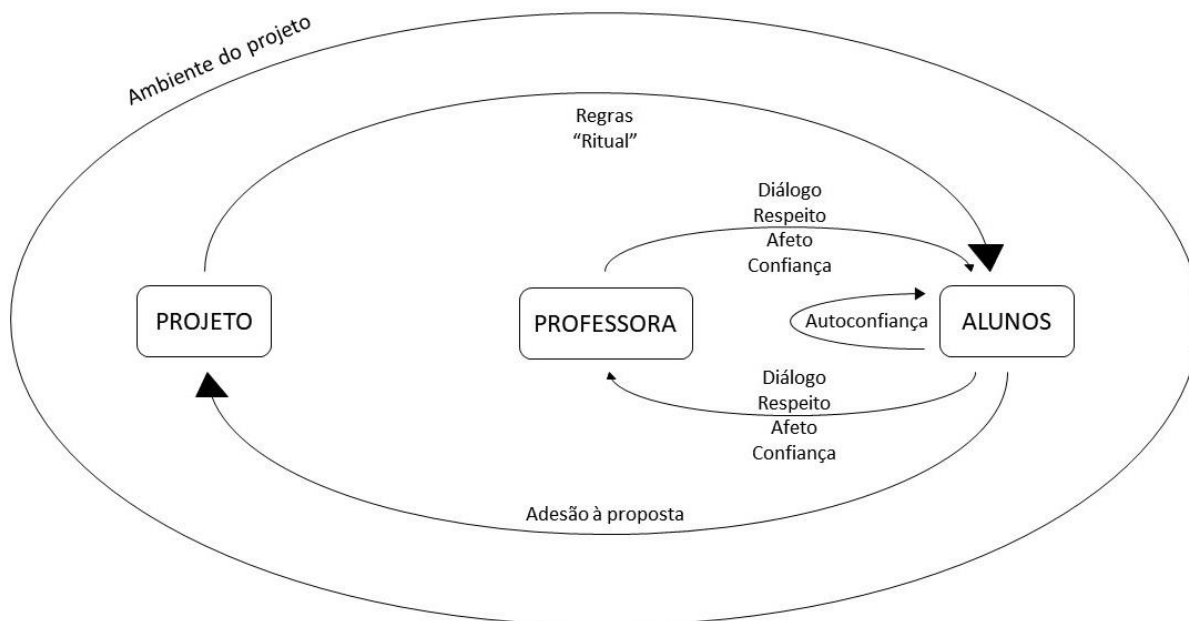 Ambiente do projeto
Regras
“Ritual”
Diálogo
Respeito
Afeto
Confiança
PROJETO
PROFESSORA
Autoconfiança
ALUNOS
Diálogo
Respeito
Afeto
Confiança
Adesão à proposta